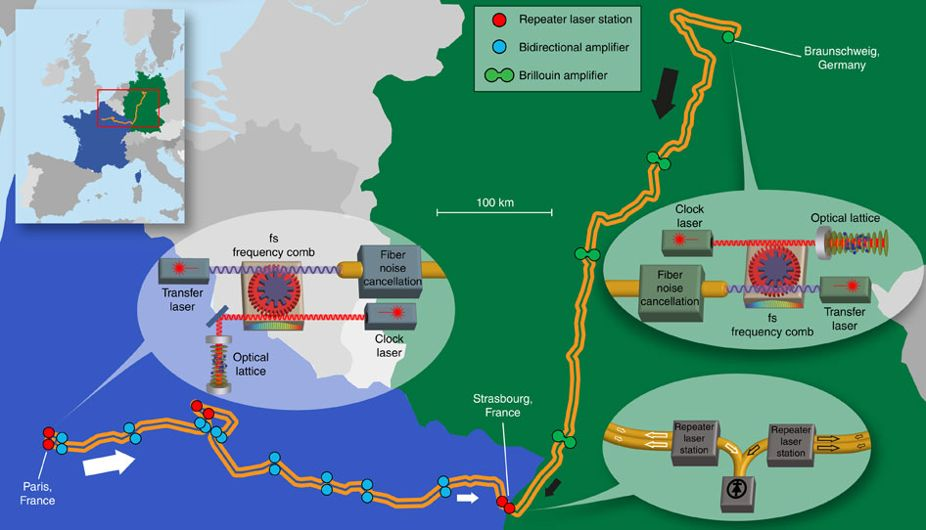 Repeater laser station
Bidirectional amplifier
Brillouin amplifier
Braunschweig,
Germany
100 km
fs
frequency comb
Fiber
noise
cancellation
Transfer
laser
Clock
laser
Optical
lattice
Clock
laser
Optical lattice
Fiber
noise
cancellation
fs
frequency comb
Transfer
laser
Strasbourg,
France
Repeater
laser
station
Repeater
laser
station
Paris,
France